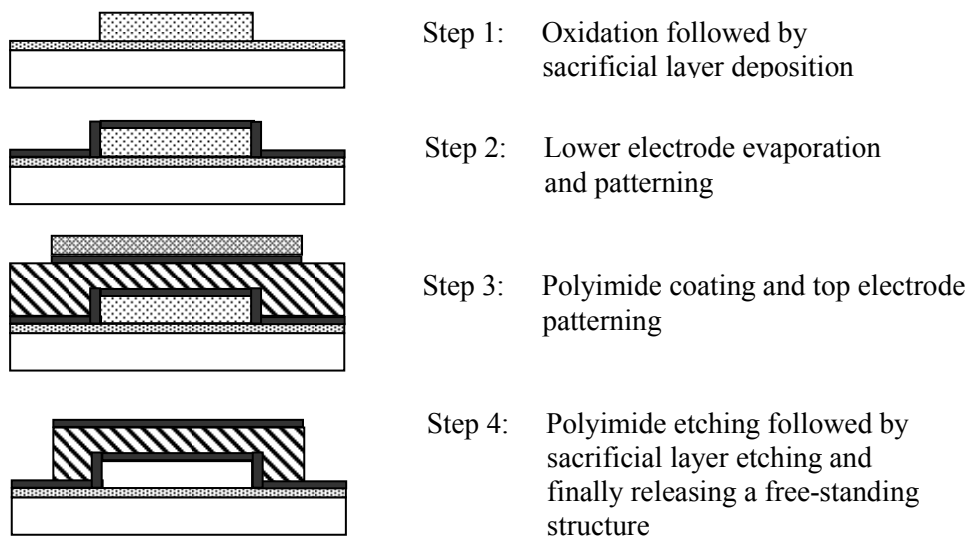 Step 1: Oxidation followed by
sacrificial layer deposition
Step 2: Lower electrode evaporation
and patterning
Step 3: Polyimide coating and top electrode
patterning
Step 4: Polyimide etching followed by
sacrificial layer etching and
finally releasing a free-standing
structure